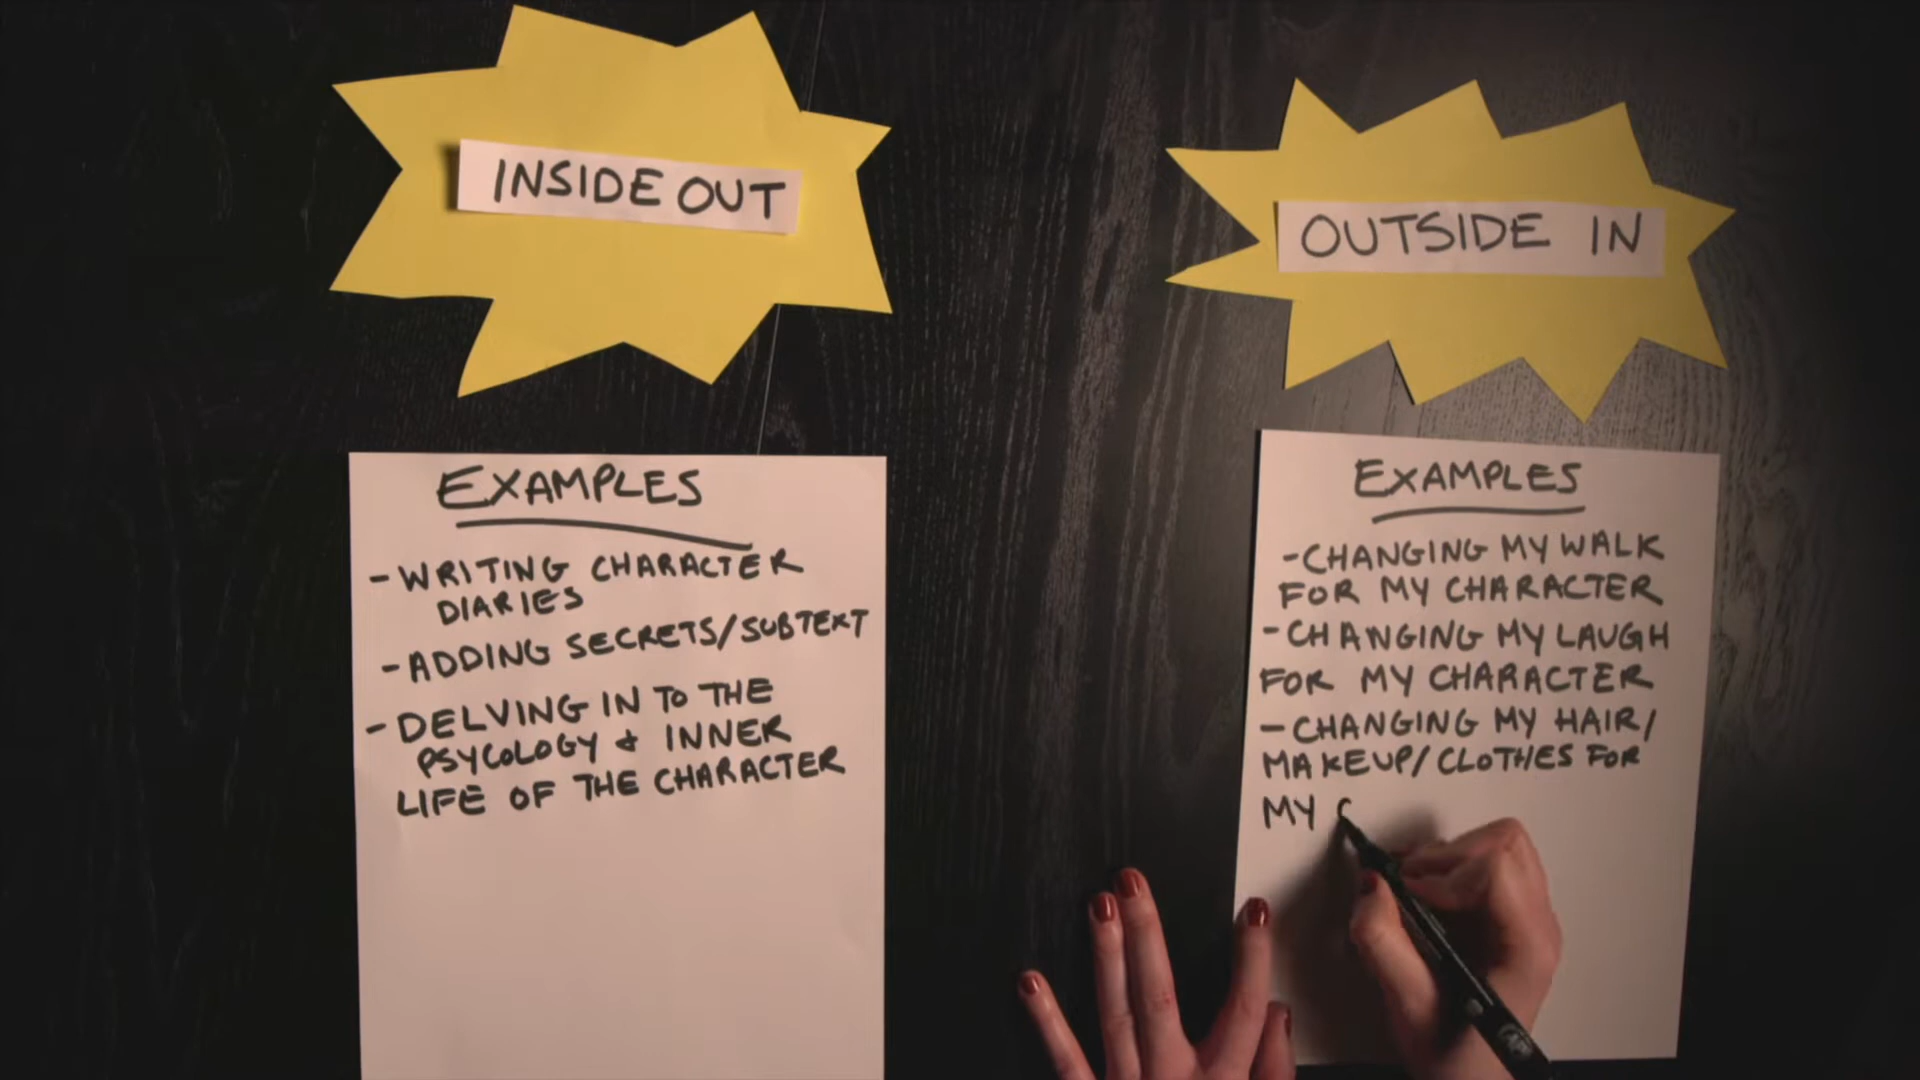 INSIDE OUT
EXAMPLES
- WRITING CHARACTER
DIARIES
- ADDING SECRETS/SUBTEXT
- DELVING IN TO THE
PSYCOLOGY & INNER
LIFE OF THE CHARACTER
OUTSIDE IN
EXAMPLES
- CHANGING MY WALK
FOR MY CHARACTER
- CHANGING MY LAUGH
FOR MY CHARACTER
- CHANGING MY HAIR/
MAKEUP/CLOTHES FOR
MY C